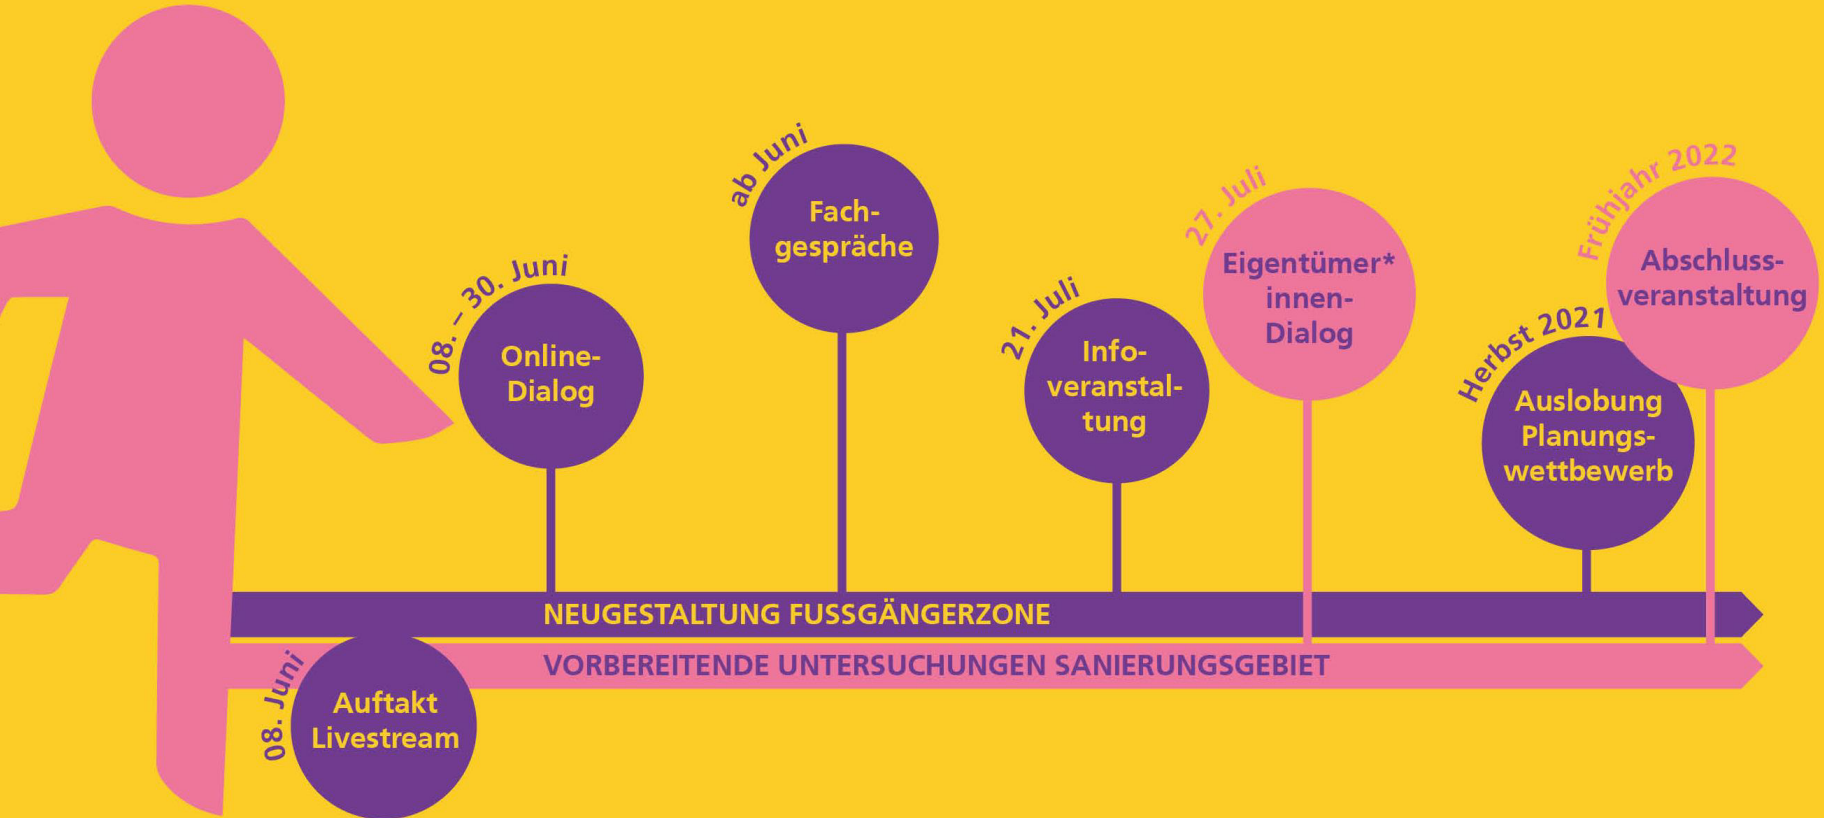 08. Juni
Auftakt
Livestream
08. – 30. Juni
Online-
Dialog
ab Juni
Fach-
gespräche
21. Juli
Info-
veranstal-
tung
27. Juli
Eigentümer*
innen-
Dialog
Herbst 2021
Auslobung
Planungs-
wettbewerb
Frühjahr 2022
Abschluss-
veranstaltung
NEUGESTALTUNG FUSSGÄNGERZONE
VORBEREITENDE UNTERSUCHUNGEN SANIERUNGSGEBIET